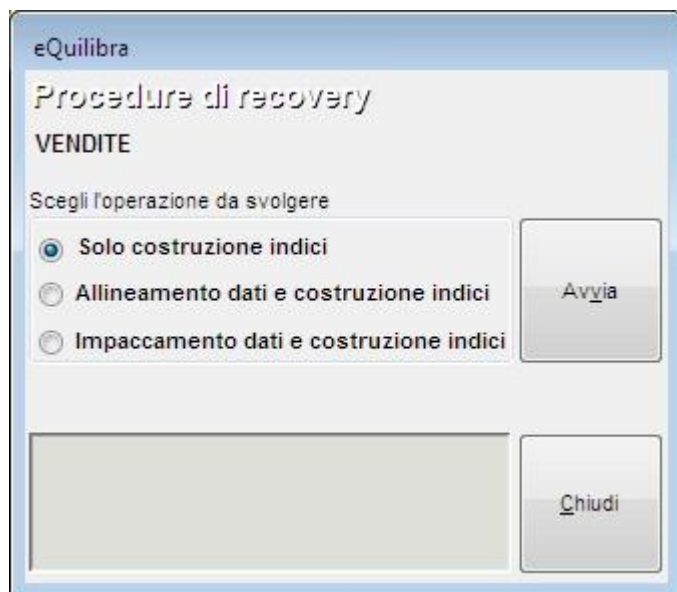 eQuilibra
Procedure di recovery
VENDITE
Scegli l'operazione da svolgere
Solo costruzione indici
Allineamento dati e costruzione indici
Impaccamento dati e costruzione indici
Avvia
Chiudi